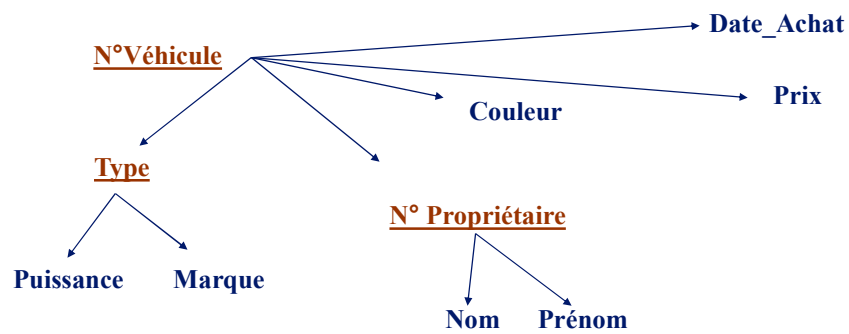 Date_Achat
N°Véhicule
Prix
Couleur
Type
N° Propriétaire
Puissance Marque
Nom Prénom